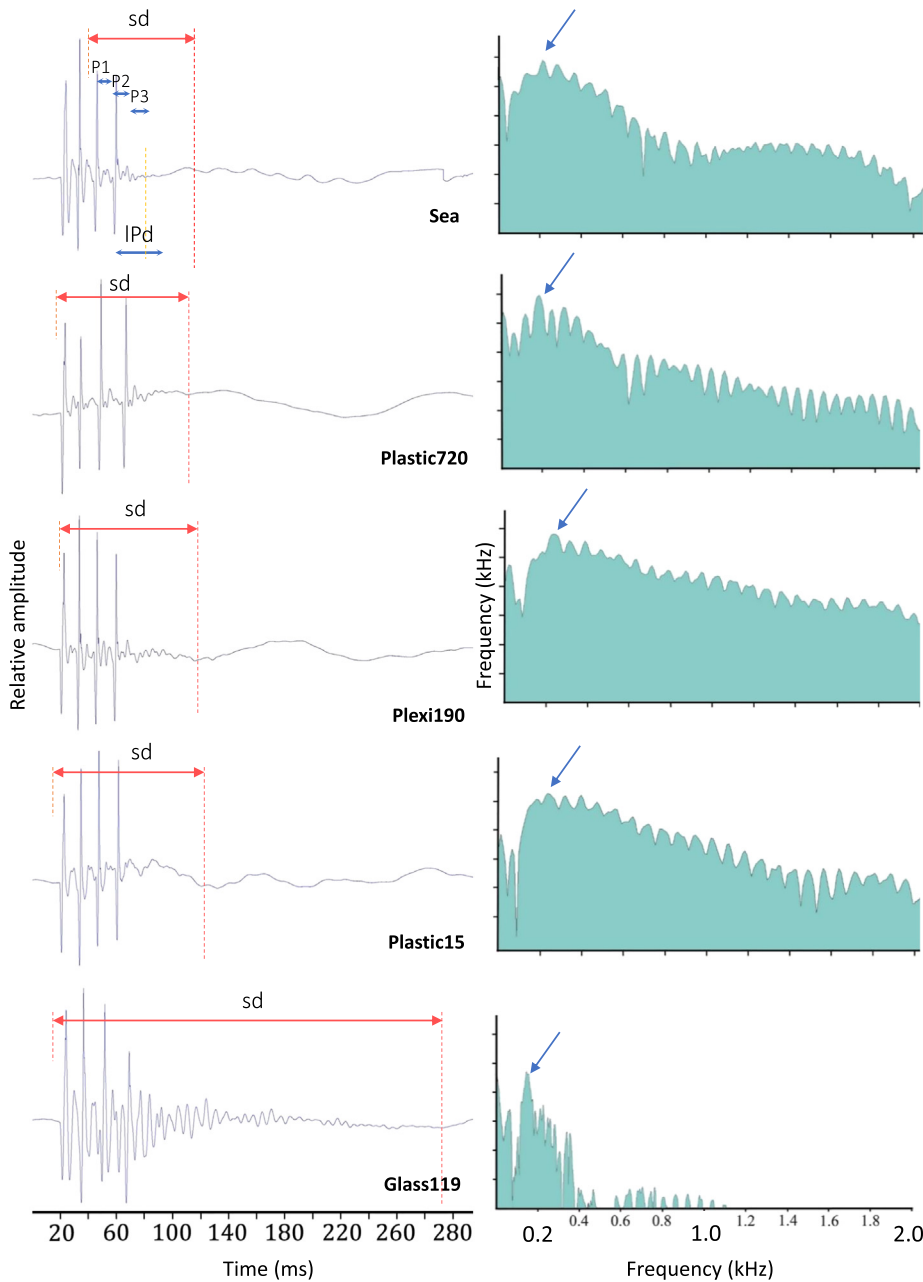 sd
P1
P2
P3
lPd
Sea
sd
Plastic720
sd
Plexi190
sd
Plastic15
sd
Glass119
Relative amplitude
Frequency (kHz)
20 60 100 140 180 220 260
Time (ms)
0.2 0.4 0.6 0.8 1.0 1.2 1.4 1.6 1.8 2.0
Frequency (kHz)